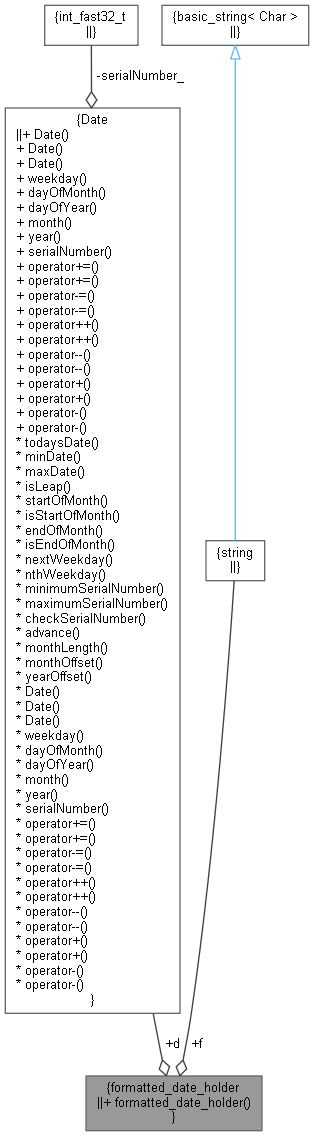 {int_fast32_t
||}
{basic_string< Char >
||}
-serialNumber_
{Date
||+ Date()
+ Date()
+ Date()
+ weekday()
+ dayOfMonth()
+ dayOfYear()
+ month()
+ year()
+ serialNumber()
+ operator+=()
+ operator+=()
+ operator-=()
+ operator-=()
+ operator++()
+ operator++()
+ operator--()
+ operator--()
+ operator+()
+ operator+()
+ operator-()
+ operator-()
* todaysDate()
* minDate()
* maxDate()
* isLeap()
* startOfMonth()
* isStartOfMonth()
* endOfMonth()
* isEndOfMonth()
* nextWeekday()
* nthWeekday()
* minimumSerialNumber()
* maximumSerialNumber()
* checkSerialNumber()
* advance()
* monthLength()
* monthOffset()
* yearOffset()
* Date()
* Date()
* Date()
* weekday()
* dayOfMonth()
* dayOfYear()
* month()
* year()
* serialNumber()
* operator+=()
* operator+=()
* operator-=()
* operator-=()
* operator++()
* operator++()
* operator--()
* operator--()
* operator+()
* operator+()
* operator-()
* operator-()
}
{string
||}
+d
+f
{formatted_date_holder
||+ formatted_date_holder()
}